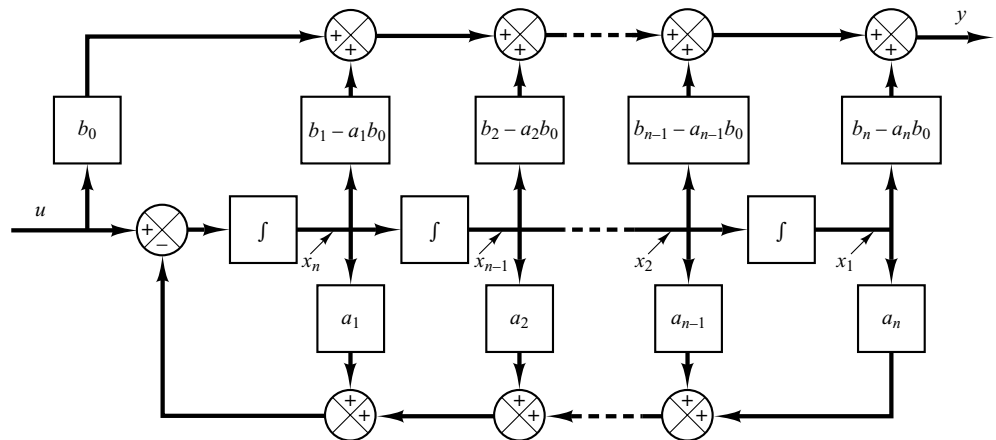 y
+ + + + + + + +
b₀ b₁ – a₁b₀ b₂ – a₂b₀ bₙ₋₁ – aₙ₋₁b₀ bₙ – aₙb₀
u
+ – ∫ ∫ ∫
xₙ xₙ₋₁ x₂ x₁
a₁ a₂ aₙ₋₁ aₙ
+ + + + + +